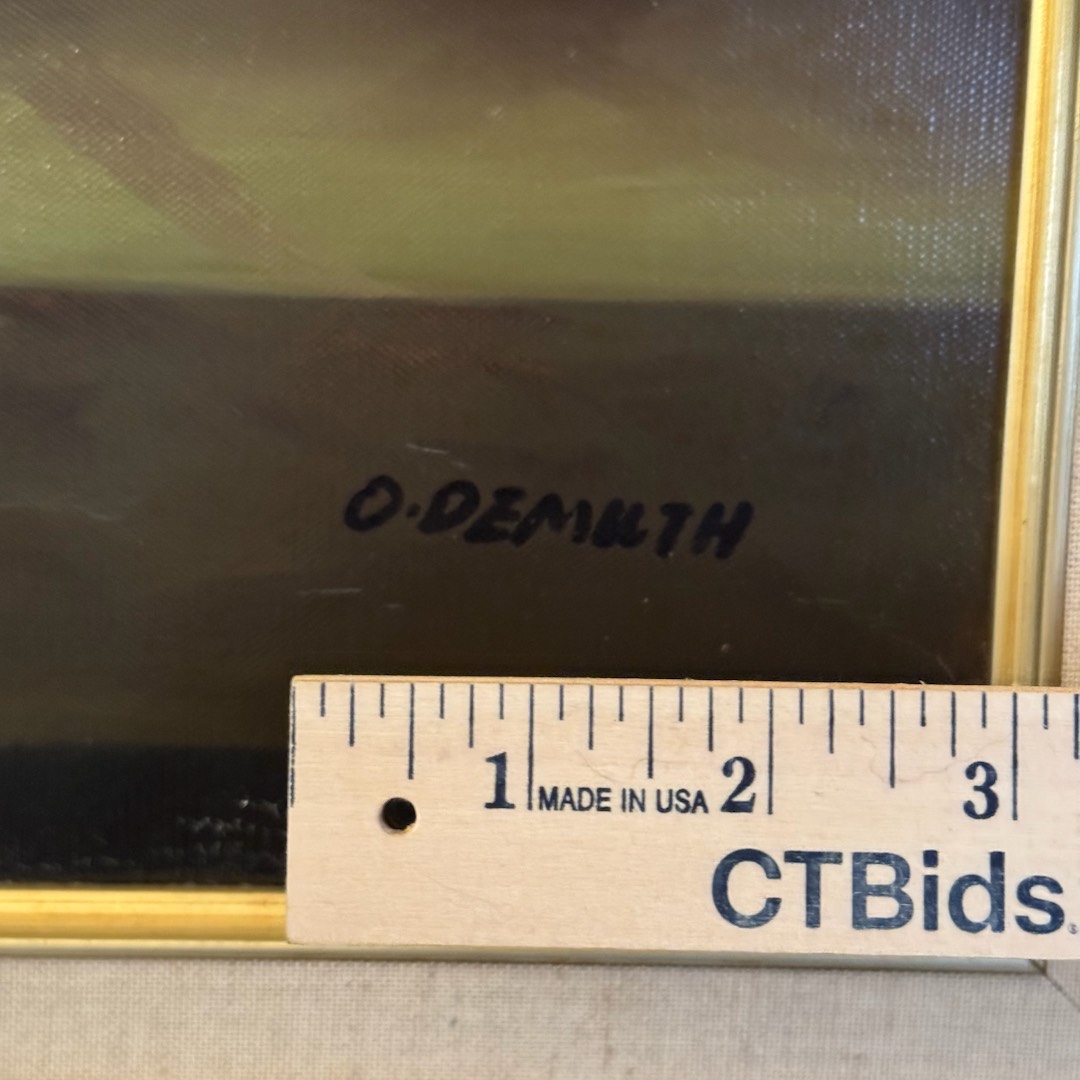 O. DEMUTH
1 MADE IN USA 2 3
CTBids.